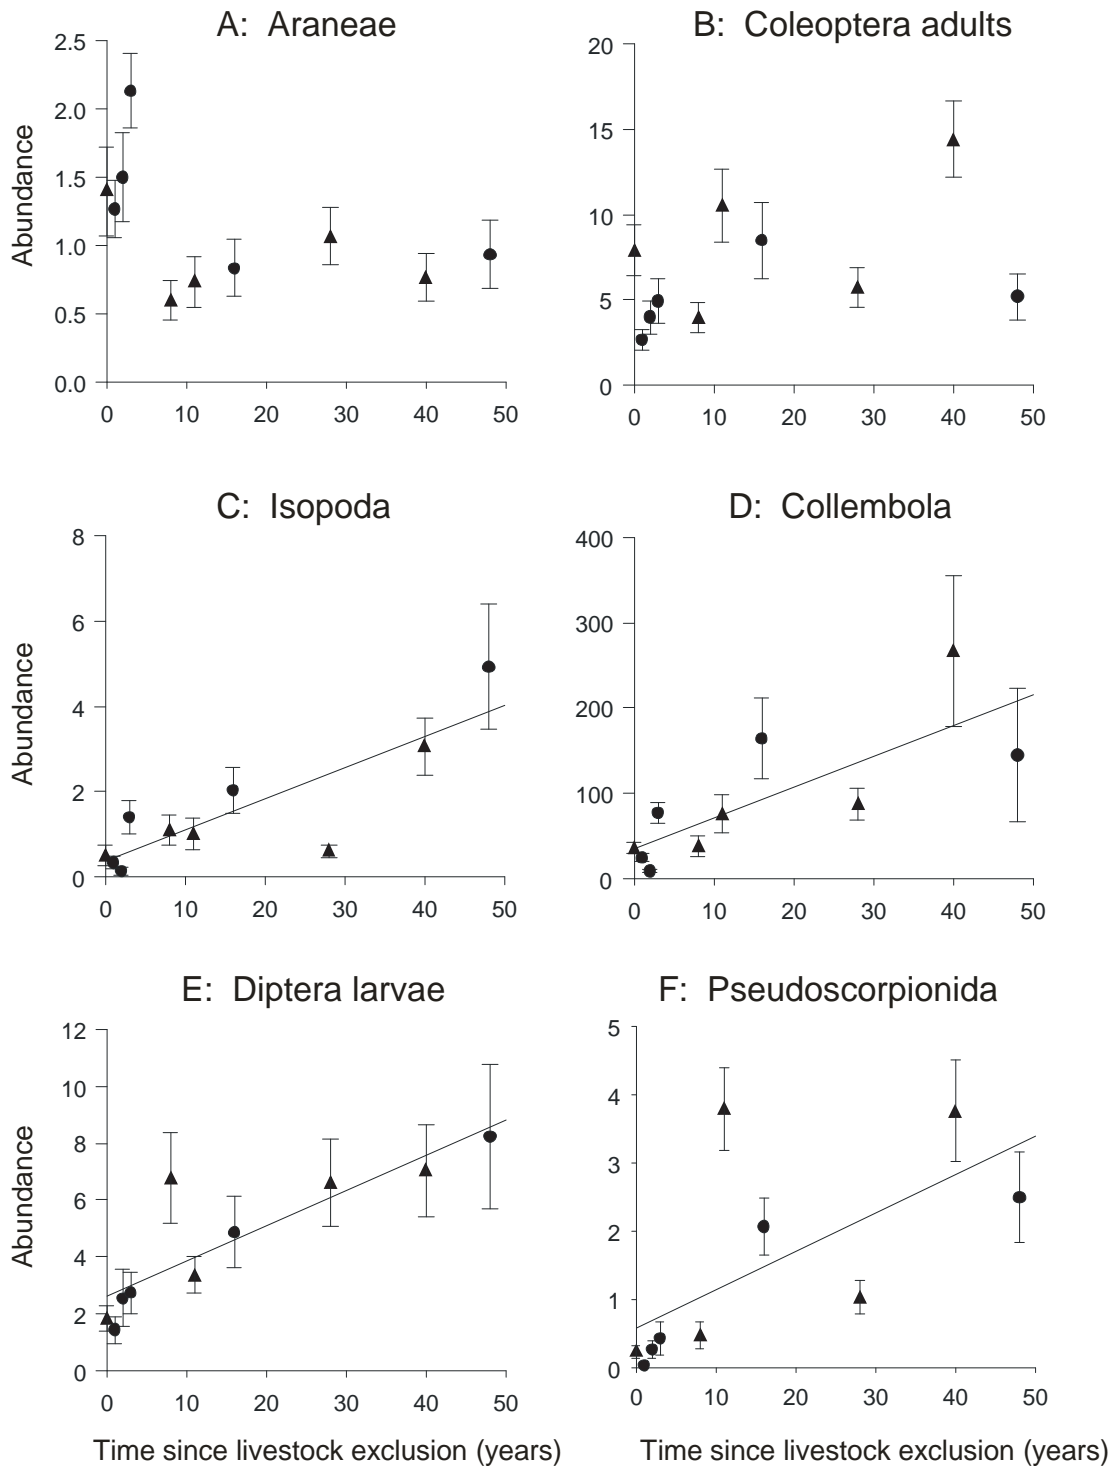 A: Araneae
2.5
2.0
1.5
1.0
0.5
0.0
Abundance
0 10 20 30 40 50
B: Coleoptera adults
20
15
10
5
0
0 10 20 30 40 50
C: Isopoda
8
6
4
2
0
Abundance
0 10 20 30 40 50
D: Collembola
400
300
200
100
0
0 10 20 30 40 50
E: Diptera larvae
12
10
8
6
4
2
0
Abundance
0 10 20 30 40 50
Time since livestock exclusion (years)
F: Pseudoscorpionida
5
4
3
2
1
0
0 10 20 30 40 50
Time since livestock exclusion (years)